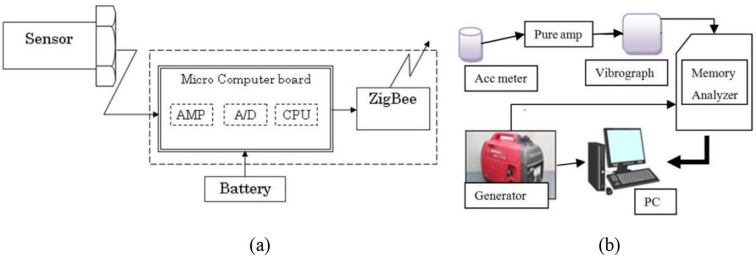 Sensor
Micro Computer board
AMP
A/D
CPU
ZigBee
Battery
(a)
Pure amp
Acc meter
Vibrograph
Memory
Analyzer
Generator
PC
(b)